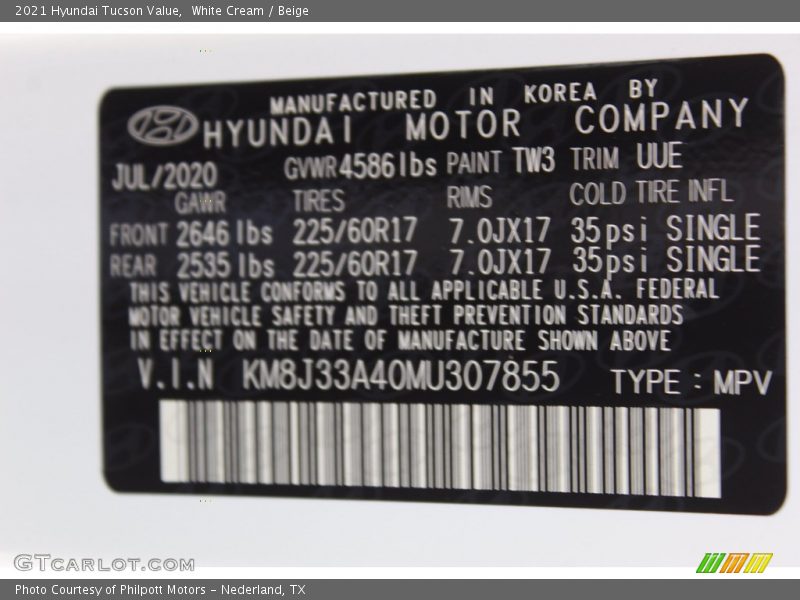 2021 Hyundai Tucson Value,  White Cream / Beige
MANUFACTURED IN KOREA BY
HYUNDAI MOTOR COMPANY
JUL/2020 GVWR 4586 lbs PAINT TW3 TRIM UUE
GAWR TIRES RIMS COLD TIRE INFL
FRONT 2646 lbs 225/60R17 7.0JX17 35psi SINGLE
REAR 2535 lbs 225/60R17 7.0JX17 35psi SINGLE
THIS VEHICLE CONFORMS TO ALL APPLICABLE U.S.A. FEDERAL
MOTOR VEHICLE SAFETY AND THEFT PREVENTION STANDARDS
IN EFFECT ON THE DATE OF MANUFACTURE SHOWN ABOVE
V.I.N KM8J33A40MU307855 TYPE : MPV
GTCARLOT.COM
Photo Courtesy of Philpott Motors - Nederland, TX